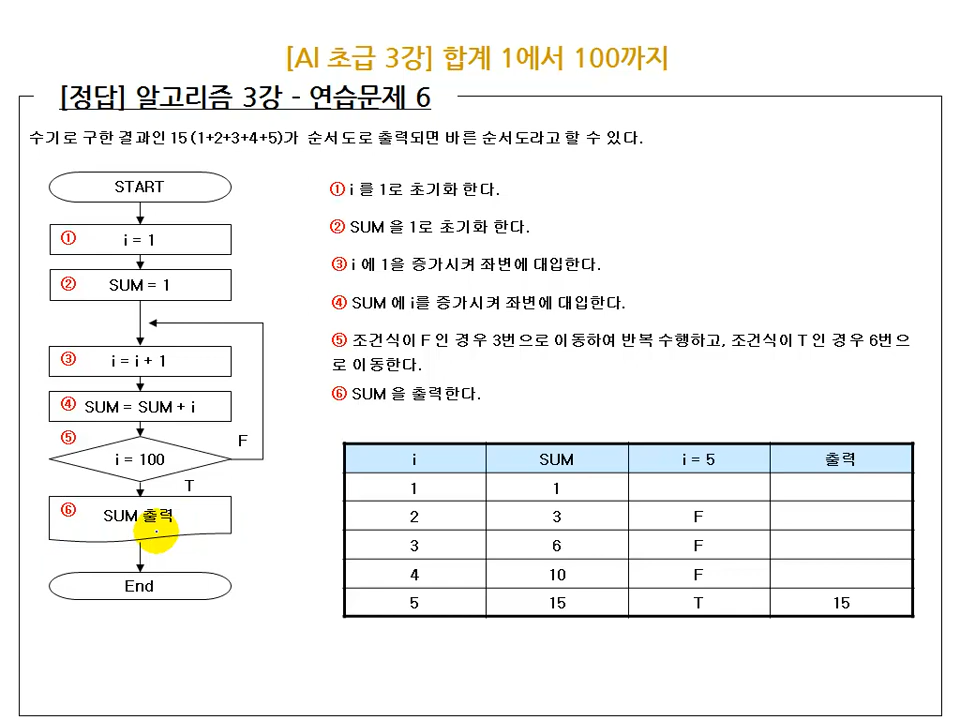 [AI 초급 3강] 합계 1에서 100까지
[정답] 알고리즘 3강 - 연습문제 6
수기로 구한 결과인 15(1+2+3+4+5)가 순서도로 출력되면 바른 순서도라고 할 수 있다.
START
① i = 1
② SUM = 1
③ i = i + 1
④ SUM = SUM + i
⑤ i = 100
F
T
⑥ SUM 출력
End
① i 를 1로 초기화 한다.
② SUM 을 1로 초기화 한다.
③ i 에 1을 증가시켜 좌변에 대입한다.
④ SUM 에 i를 증가시켜 좌변에 대입한다.
⑤ 조건식이 F 인 경우 3번으로 이동하여 반복 수행하고, 조건식이 T 인 경우 6번으
로 이동한다.
⑥ SUM 을 출력한다.
i SUM i = 5 출력
1 1
2 3 F
3 6 F
4 10 F
5 15 T 15